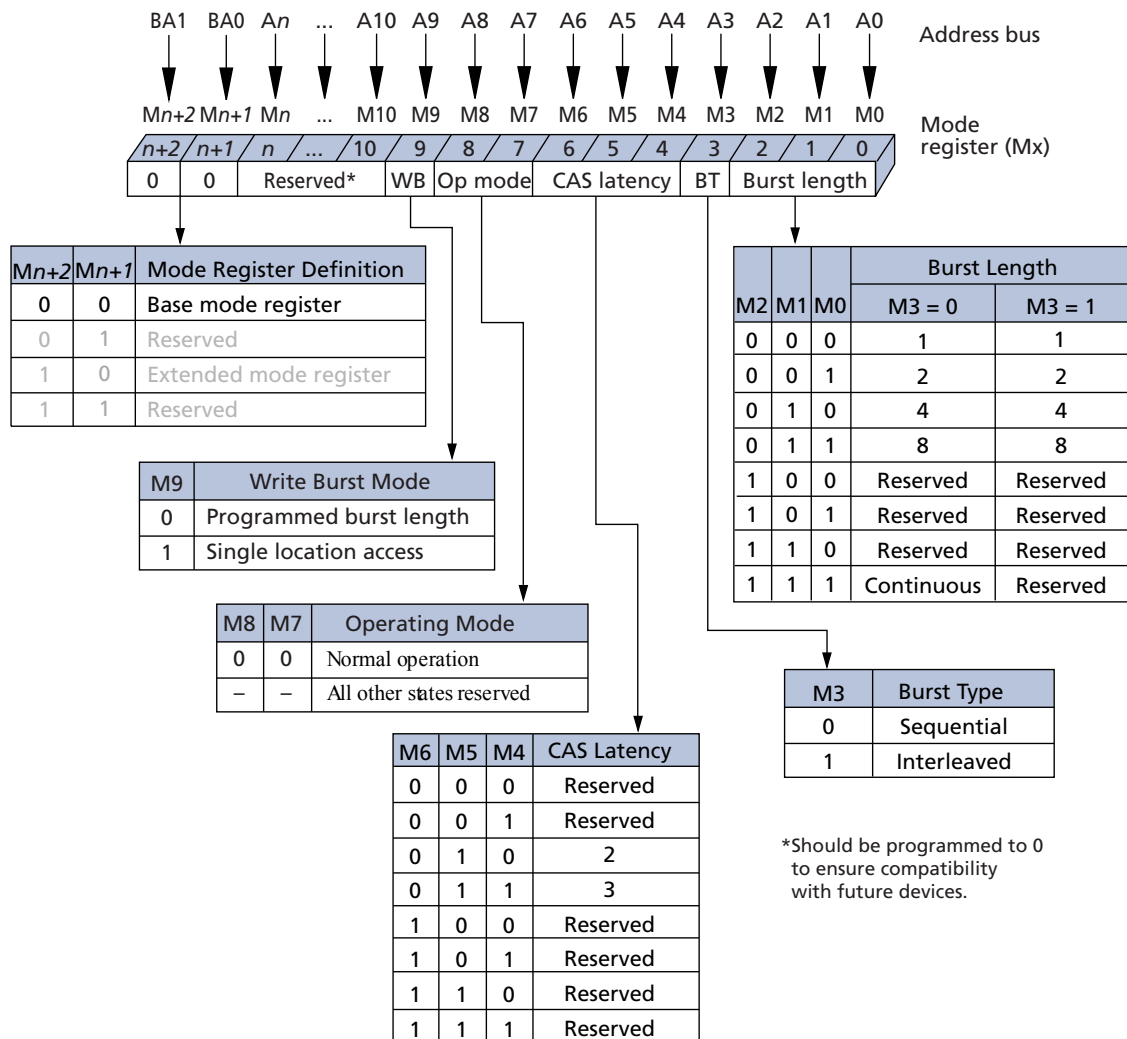 BA1 BA0 An ... A10 A9 A8 A7 A6 A5 A4 A3 A2 A1 A0
Address bus
Mn+2 Mn+1 Mn ... M10 M9 M8 M7 M6 M5 M4 M3 M2 M1 M0
Mode
register (Mx)
n+2 n+1 n ... 10 9 8 7 6 5 4 3 2 1 0
0 0 Reserved* WB Op mode CAS latency BT Burst length
Mn+2 Mn+1 Mode Register Definition
0 0 Base mode register
0 1 Reserved
1 0 Extended mode register
1 1 Reserved
Burst Length
M2 M1 M0 M3 = 0 M3 = 1
0 0 0 1 1
0 0 1 2 2
0 1 0 4 4
0 1 1 8 8
1 0 0 Reserved Reserved
1 0 1 Reserved Reserved
1 1 0 Reserved Reserved
1 1 1 Continuous Reserved
M9 Write Burst Mode
0 Programmed burst length
1 Single location access
M8 M7 Operating Mode
0 0 Normal operation
– – All other states reserved
M3 Burst Type
0 Sequential
1 Interleaved
M6 M5 M4 CAS Latency
0 0 0 Reserved
0 0 1 Reserved
0 1 0 2
0 1 1 3
1 0 0 Reserved
1 0 1 Reserved
1 1 0 Reserved
1 1 1 Reserved
*Should be programmed to 0
to ensure compatibility
with future devices.